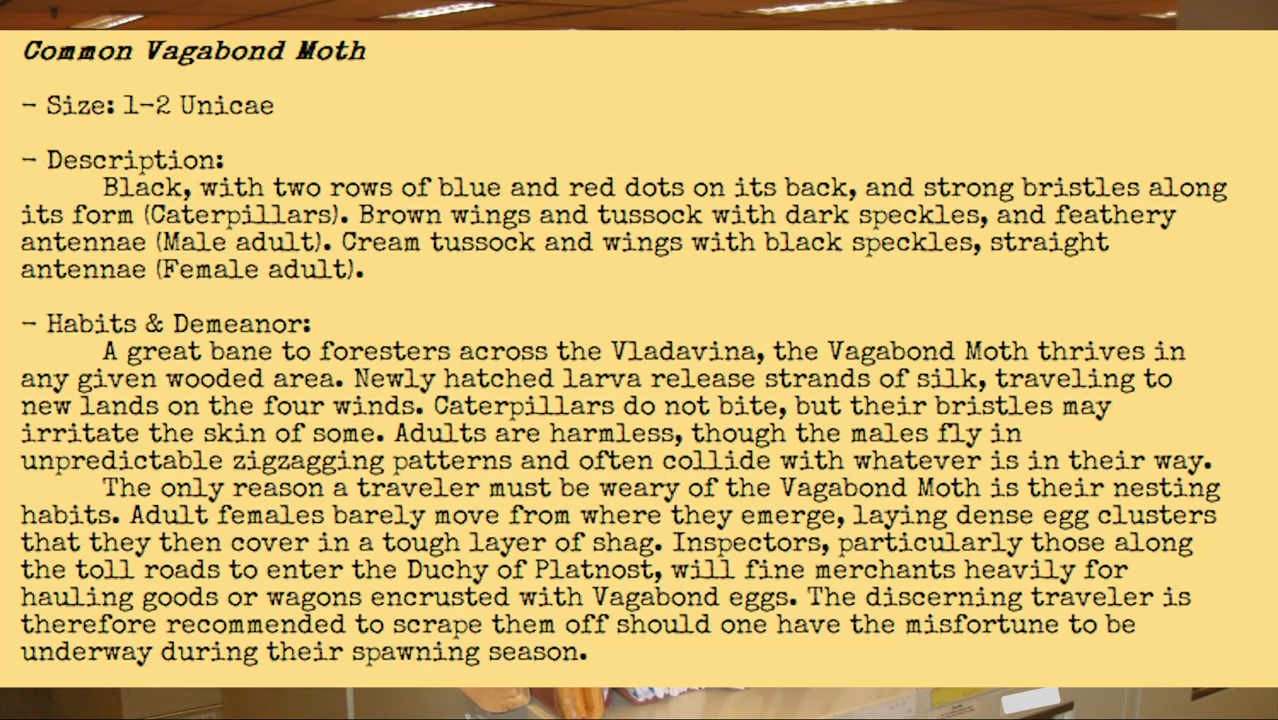 Common Vagabond Moth
- Size: 1-2 Unicae
- Description:
Black, with two rows of blue and red dots on its back, and strong bristles along
its form (Caterpillars). Brown wings and tussock with dark speckles, and feathery
antennae (Male adult). Cream tussock and wings with black speckles, straight
antennae (Female adult).
- Habits & Demeanor:
A great bane to foresters across the Vladavina, the Vagabond Moth thrives in
any given wooded area. Newly hatched larva release strands of silk, traveling to
new lands on the four winds. Caterpillars do not bite, but their bristles may
irritate the skin of some. Adults are harmless, though the males fly in
unpredictable zigzagging patterns and often collide with whatever is in their way.
The only reason a traveler must be weary of the Vagabond Moth is their nesting
habits. Adult females barely move from where they emerge, laying dense egg clusters
that they then cover in a tough layer of shag. Inspectors, particularly those along
the toll roads to enter the Duchy of Platnost, will fine merchants heavily for
hauling goods or wagons encrusted with Vagabond eggs. The discerning traveler is
therefore recommended to scrape them off should one have the misfortune to be
underway during their spawning season.